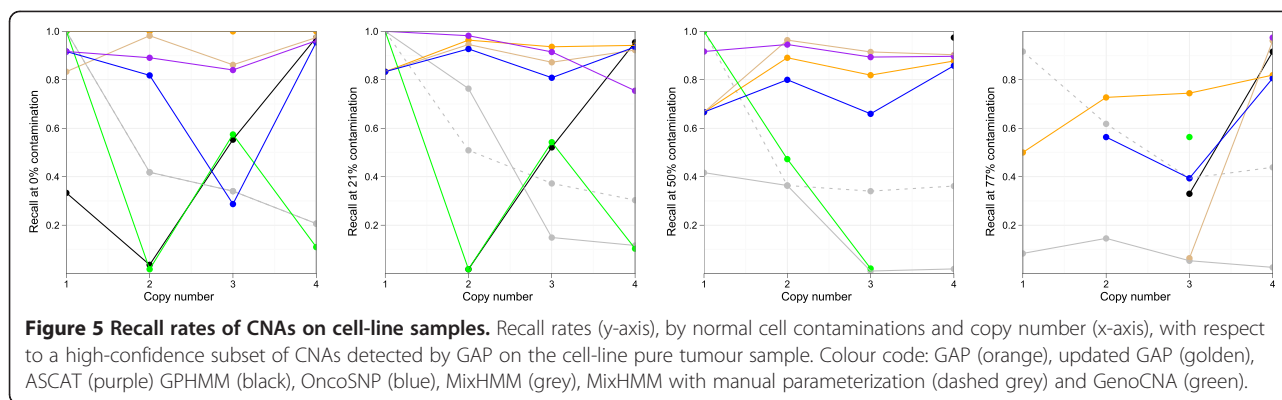 1.0
0.8
0.6
0.4
0.2
Recall at 0% contamination
1 2 3 4
Copy number
1.0
0.8
0.6
0.4
0.2
Recall at 21% contamination
1 2 3 4
Copy number
1.0
0.8
0.6
0.4
0.2
Recall at 50% contamination
1 2 3 4
Copy number
0.8
0.6
0.4
0.2
Recall at 77% contamination
1 2 3 4
Copy number
Figure 5 Recall rates of CNAs on cell-line samples. Recall rates (y-axis), by normal cell contaminations and copy number (x-axis), with respect
to a high-confidence subset of CNAs detected by GAP on the cell-line pure tumour sample. Colour code: GAP (orange), updated GAP (golden),
ASCAT (purple) GPHMM (black), OncoSNP (blue), MixHMM (grey), MixHMM with manual parameterization (dashed grey) and GenoCNA (green).